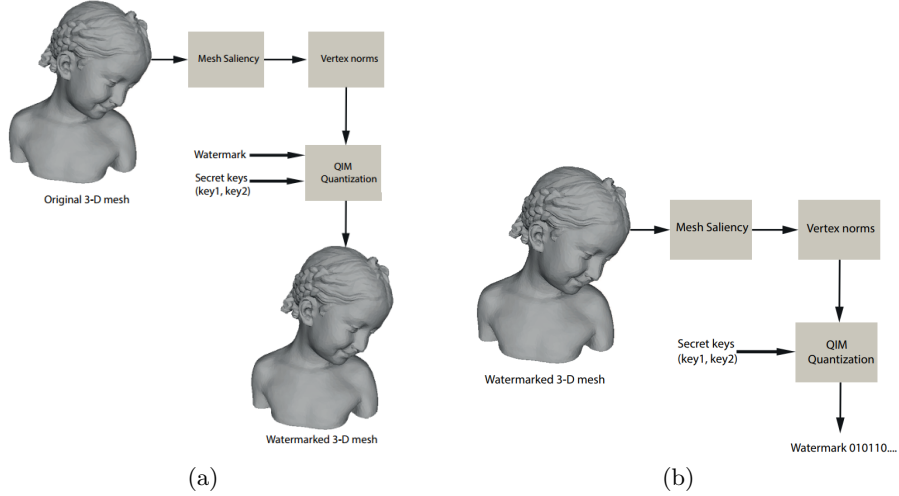 Mesh Saliency
Vertex norms
Watermark
Secret keys
(key1, key2)
QIM
Quantization
Original 3-D mesh
Watermarked 3-D mesh
(a)
Mesh Saliency
Vertex norms
Secret keys
(key1, key2)
QIM
Quantization
Watermarked 3-D mesh
Watermark 010110....
(b)